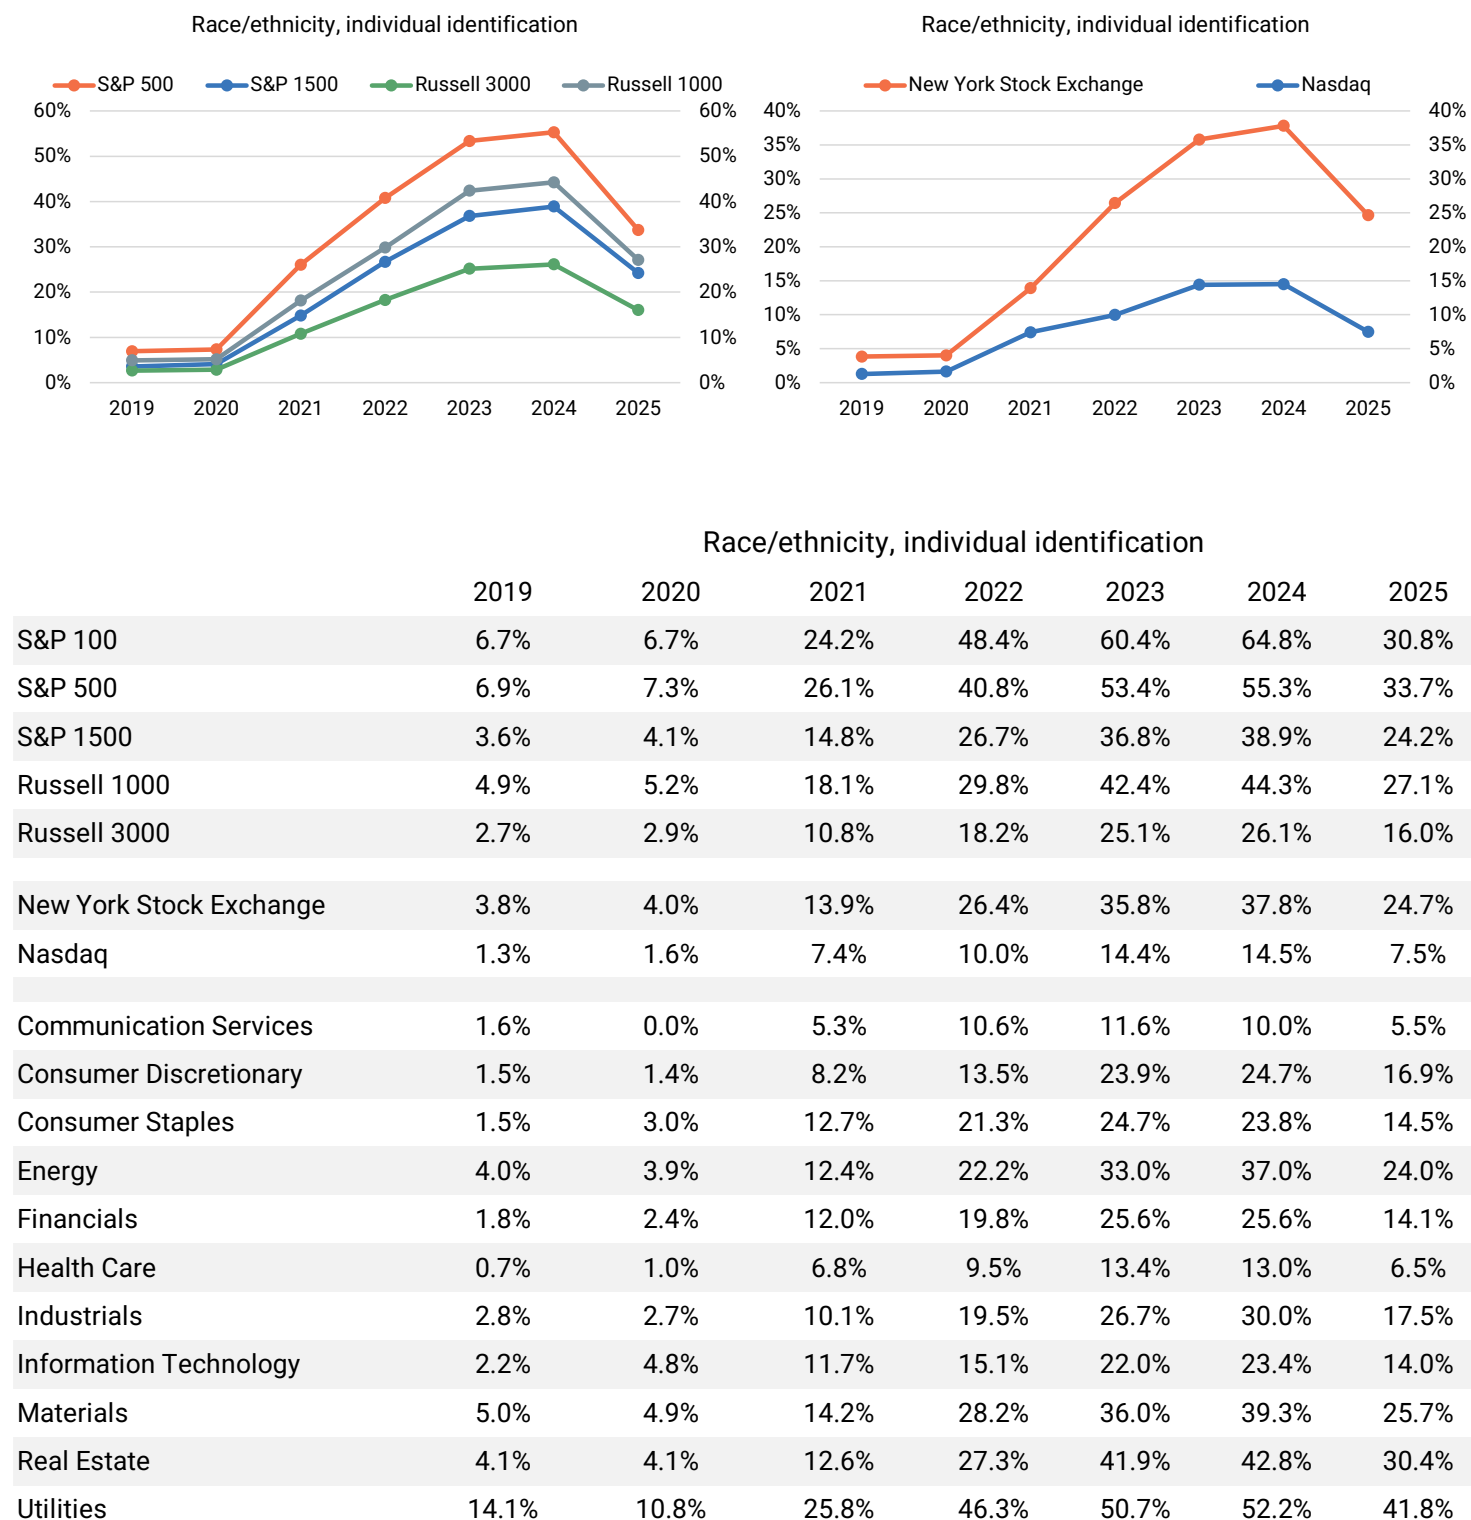 Race/ethnicity, individual identification
S&P 500 S&P 1500 Russell 3000 Russell 1000
60% 60%
50% 50%
40% 40%
30% 30%
20% 20%
10% 10%
0% 0%
2019 2020 2021 2022 2023 2024 2025
Race/ethnicity, individual identification
New York Stock Exchange Nasdaq
40% 40%
35% 35%
30% 30%
25% 25%
20% 20%
15% 15%
10% 10%
5% 5%
0% 0%
2019 2020 2021 2022 2023 2024 2025
Race/ethnicity, individual identification
2019 2020 2021 2022 2023 2024 2025
S&P 100 6.7% 6.7% 24.2% 48.4% 60.4% 64.8% 30.8%
S&P 500 6.9% 7.3% 26.1% 40.8% 53.4% 55.3% 33.7%
S&P 1500 3.6% 4.1% 14.8% 26.7% 36.8% 38.9% 24.2%
Russell 1000 4.9% 5.2% 18.1% 29.8% 42.4% 44.3% 27.1%
Russell 3000 2.7% 2.9% 10.8% 18.2% 25.1% 26.1% 16.0%
New York Stock Exchange 3.8% 4.0% 13.9% 26.4% 35.8% 37.8% 24.7%
Nasdaq 1.3% 1.6% 7.4% 10.0% 14.4% 14.5% 7.5%
Communication Services 1.6% 0.0% 5.3% 10.6% 11.6% 10.0% 5.5%
Consumer Discretionary 1.5% 1.4% 8.2% 13.5% 23.9% 24.7% 16.9%
Consumer Staples 1.5% 3.0% 12.7% 21.3% 24.7% 23.8% 14.5%
Energy 4.0% 3.9% 12.4% 22.2% 33.0% 37.0% 24.0%
Financials 1.8% 2.4% 12.0% 19.8% 25.6% 25.6% 14.1%
Health Care 0.7% 1.0% 6.8% 9.5% 13.4% 13.0% 6.5%
Industrials 2.8% 2.7% 10.1% 19.5% 26.7% 30.0% 17.5%
Information Technology 2.2% 4.8% 11.7% 15.1% 22.0% 23.4% 14.0%
Materials 5.0% 4.9% 14.2% 28.2% 36.0% 39.3% 25.7%
Real Estate 4.1% 4.1% 12.6% 27.3% 41.9% 42.8% 30.4%
Utilities 14.1% 10.8% 25.8% 46.3% 50.7% 52.2% 41.8%